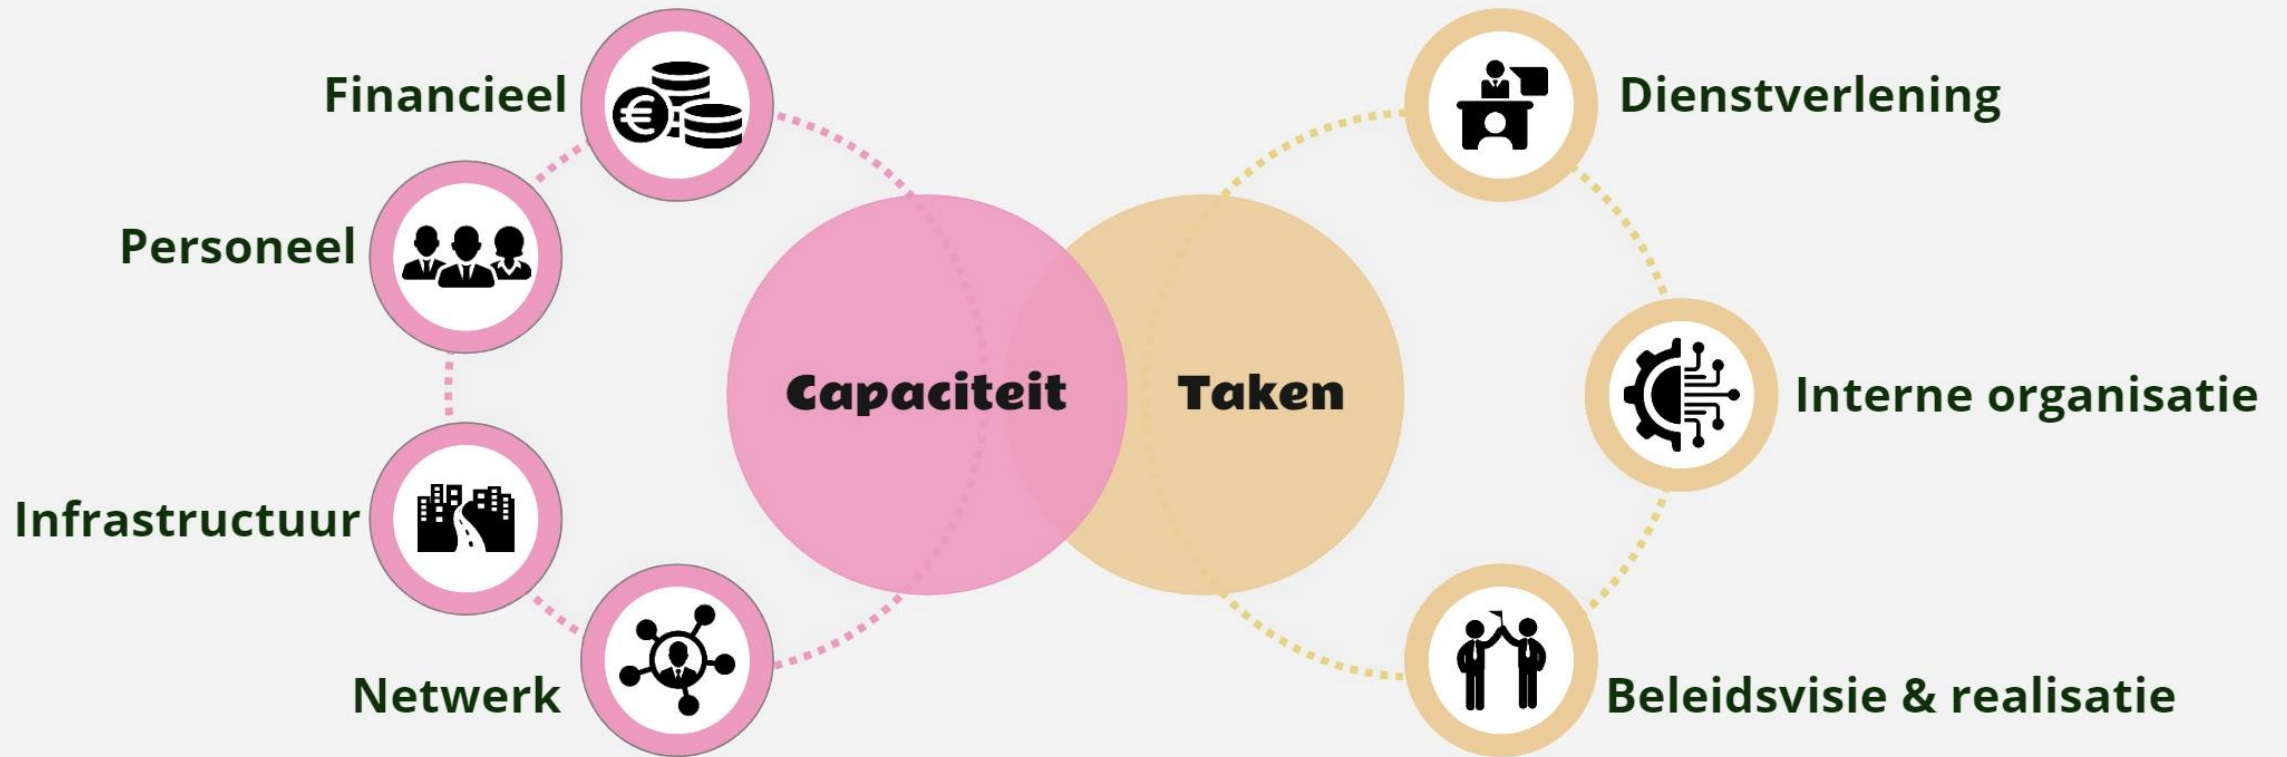 Financieel
Personeel
Infrastructuur
Netwerk
Capaciteit
Taken
Dienstverlening
Interne organisatie
Beleidsvisie & realisatie